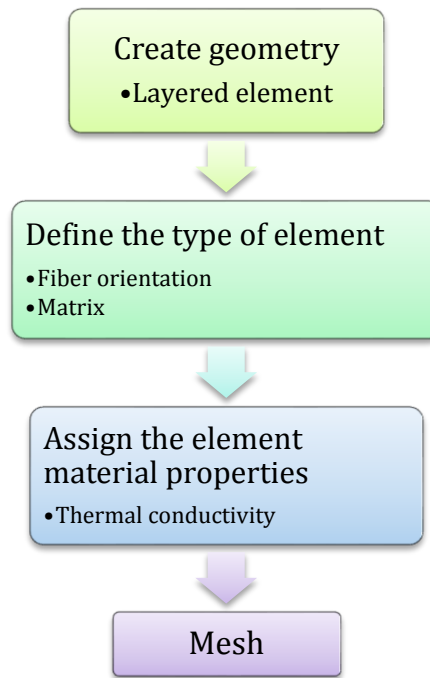 Create geometry
•Layered element
Define the type of element
•Fiber orientation
•Matrix
Assign the element
material properties
•Thermal conductivity
Mesh